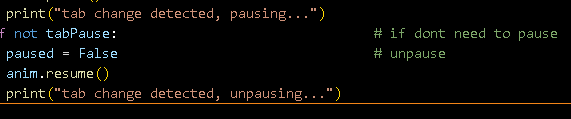 print("tab change detected, pausing...")
f not tabPause: # if dont need to pause
paused = False # unpause
anim.resume()
print("tab change detected, unpausing...")